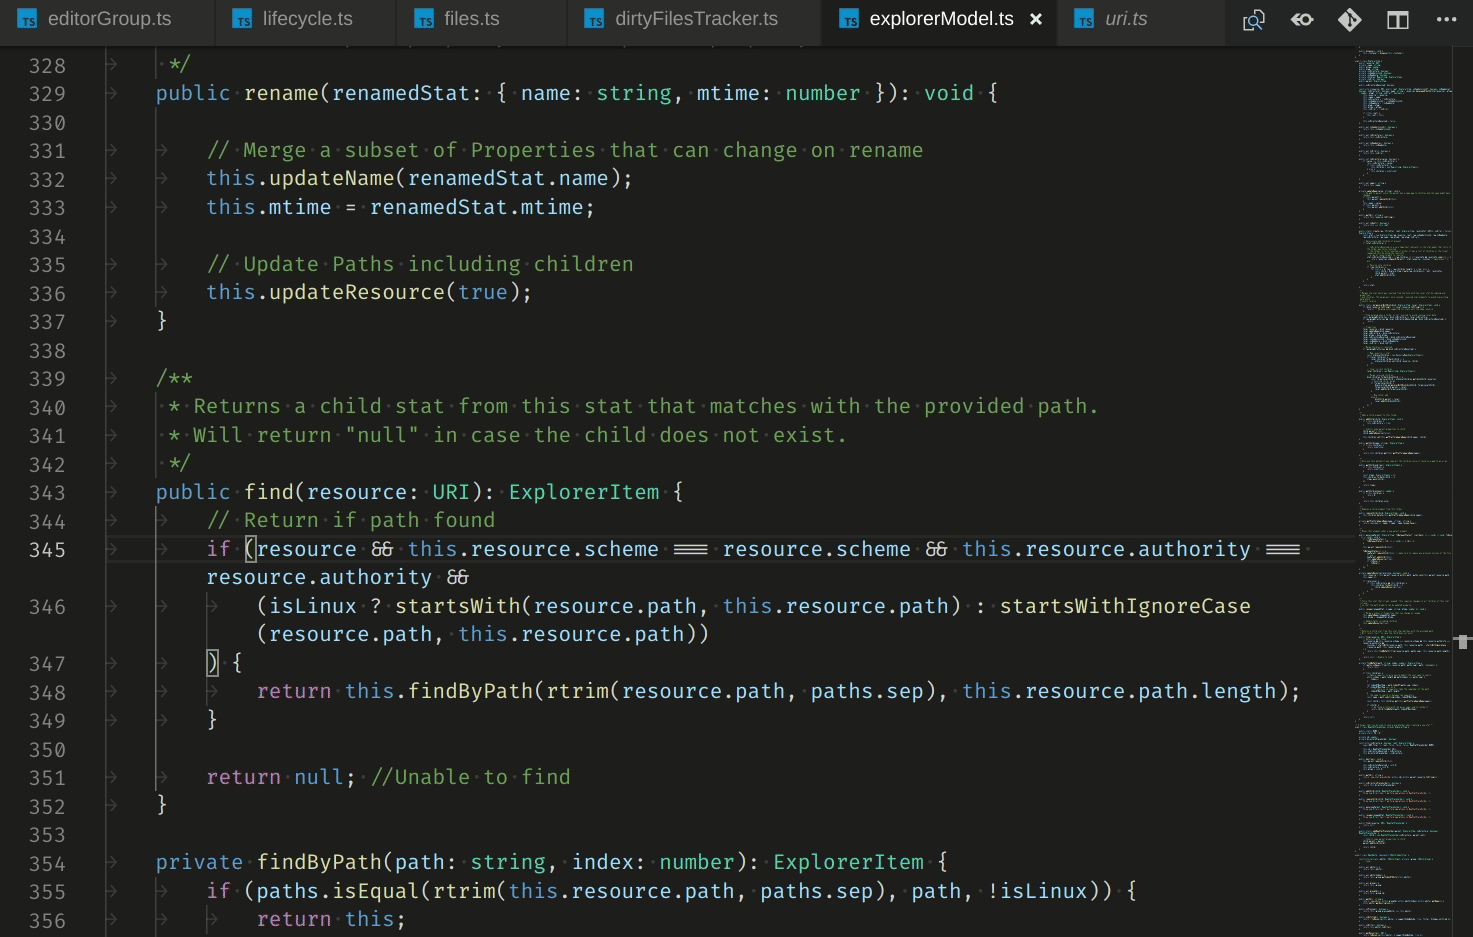 TS editorGroup.ts TS lifecycle.ts TS files.ts TS dirtyFilesTracker.ts TS explorerModel.ts × TS uri.ts
328 */
329 public rename(renamedStat: { name: string, mtime: number }): void {
330
331 // Merge a subset of Properties that can change on rename
332 this.updateName(renamedStat.name);
333 this.mtime = renamedStat.mtime;
334
335 // Update Paths including children
336 this.updateResource(true);
337 }
338
339 /**
340 * Returns a child stat from this stat that matches with the provided path.
341 * Will return "null" in case the child does not exist.
342 */
343 public find(resource: URI): ExplorerItem {
344 // Return if path found
345 if (resource && this.resource.scheme === resource.scheme && this.resource.authority ===
resource.authority &&
346 (isLinux ? startsWith(resource.path, this.resource.path) : startsWithIgnoreCase
(resource.path, this.resource.path))
347 ) {
348 return this.findByPath(rtrim(resource.path, paths.sep), this.resource.path.length);
349 }
350
351 return null; //Unable to find
352 }
353
354 private findByPath(path: string, index: number): ExplorerItem {
355 if (paths.isEqual(rtrim(this.resource.path, paths.sep), path, !isLinux)) {
356 return this;